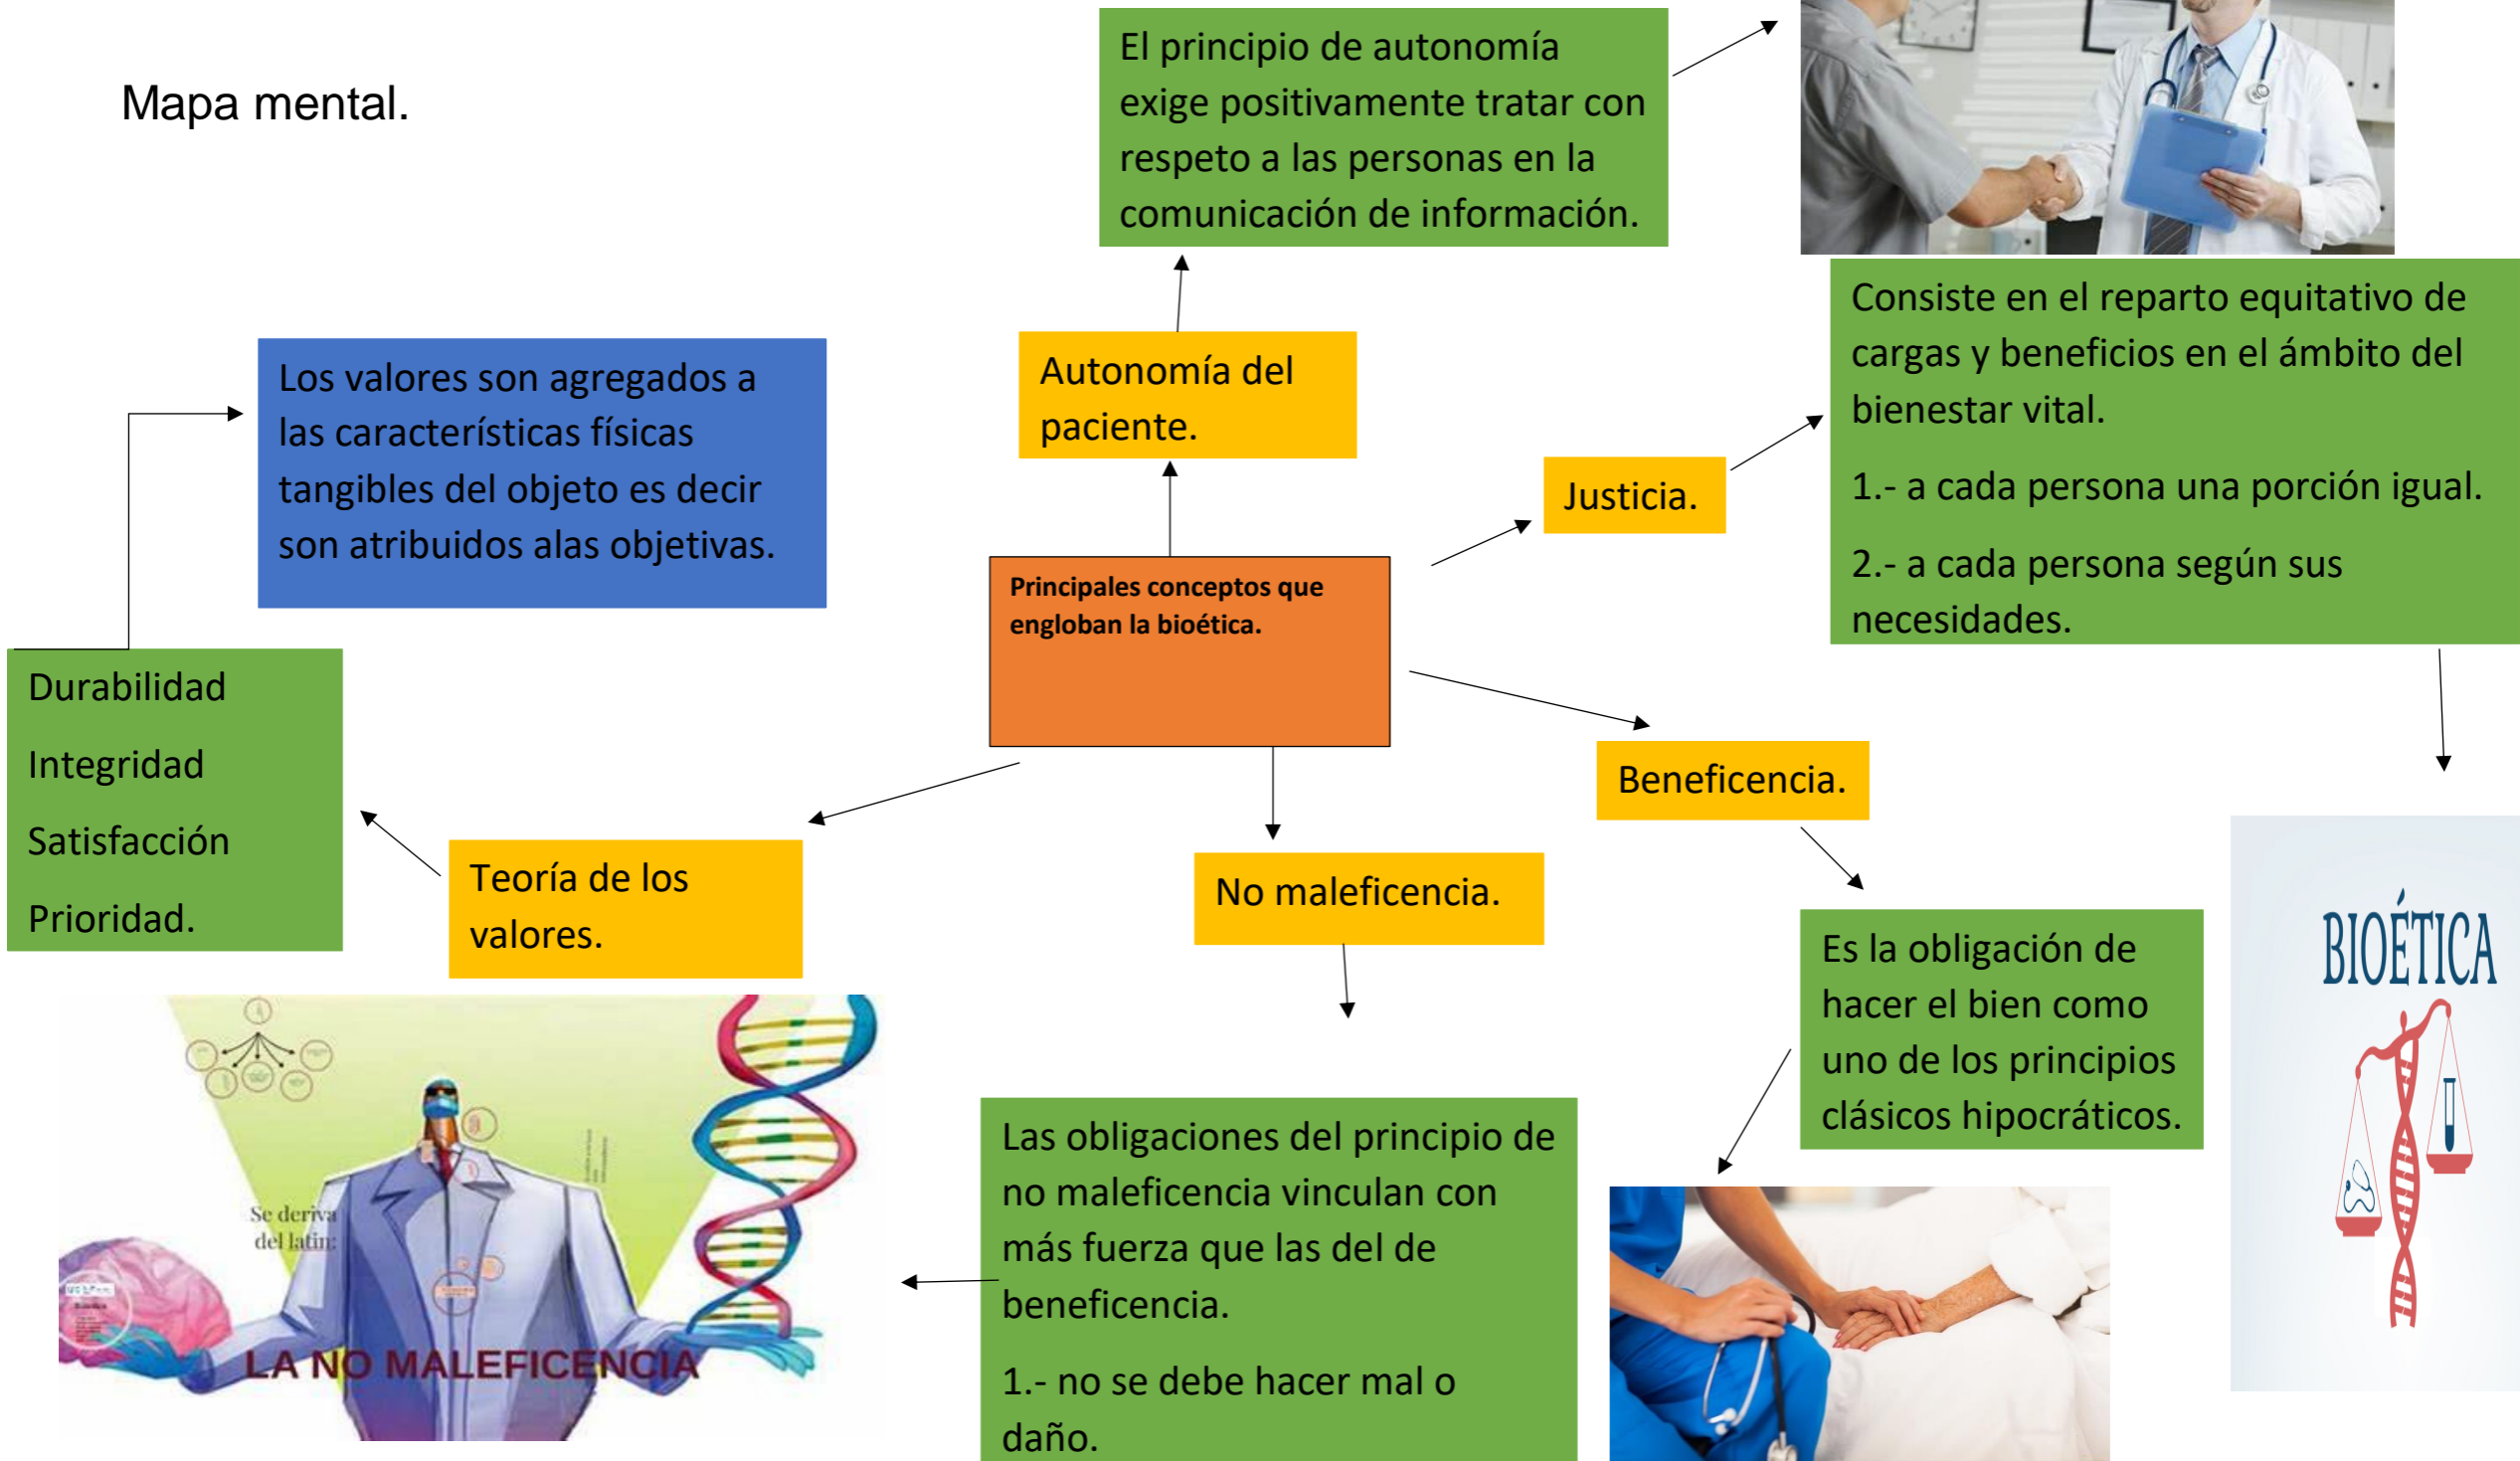 Mapa mental.
El principio de autonomía
exige positivamente tratar con
respeto a las personas en la
comunicación de información.
Autonomía del
paciente.
Los valores son agregados a
las características físicas
tangibles del objeto es decir
son atribuidos alas objetivas.
Consiste en el reparto equitativo de
cargas y beneficios en el ámbito del
bienestar vital.
1.- a cada persona una porción igual.
2.- a cada persona según sus
necesidades.
Justicia.
Principales conceptos que
engloban la bioética.
Durabilidad
Integridad
Satisfacción
Prioridad.
Teoría de los
valores.
No maleficencia.
Beneficencia.
Es la obligación de
hacer el bien como
uno de los principios
clásicos hipocráticos.
BIOÉTICA
Se deriva
del latin:
LA NO MALEFICENCIA
Las obligaciones del principio de
no maleficencia vinculan con
más fuerza que las del de
beneficencia.
1.- no se debe hacer mal o
daño.